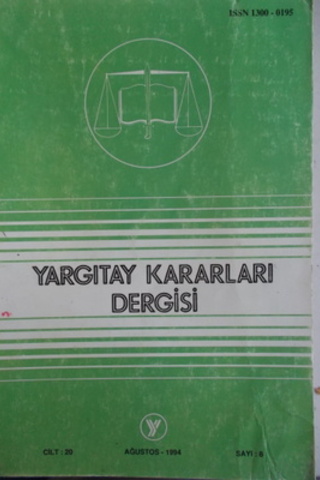 ISSN 1300 - 0195
YARGITAY KARARLARI
DERGİSİ
CİLT : 20 AĞUSTOS - 1994 SAYI : 8